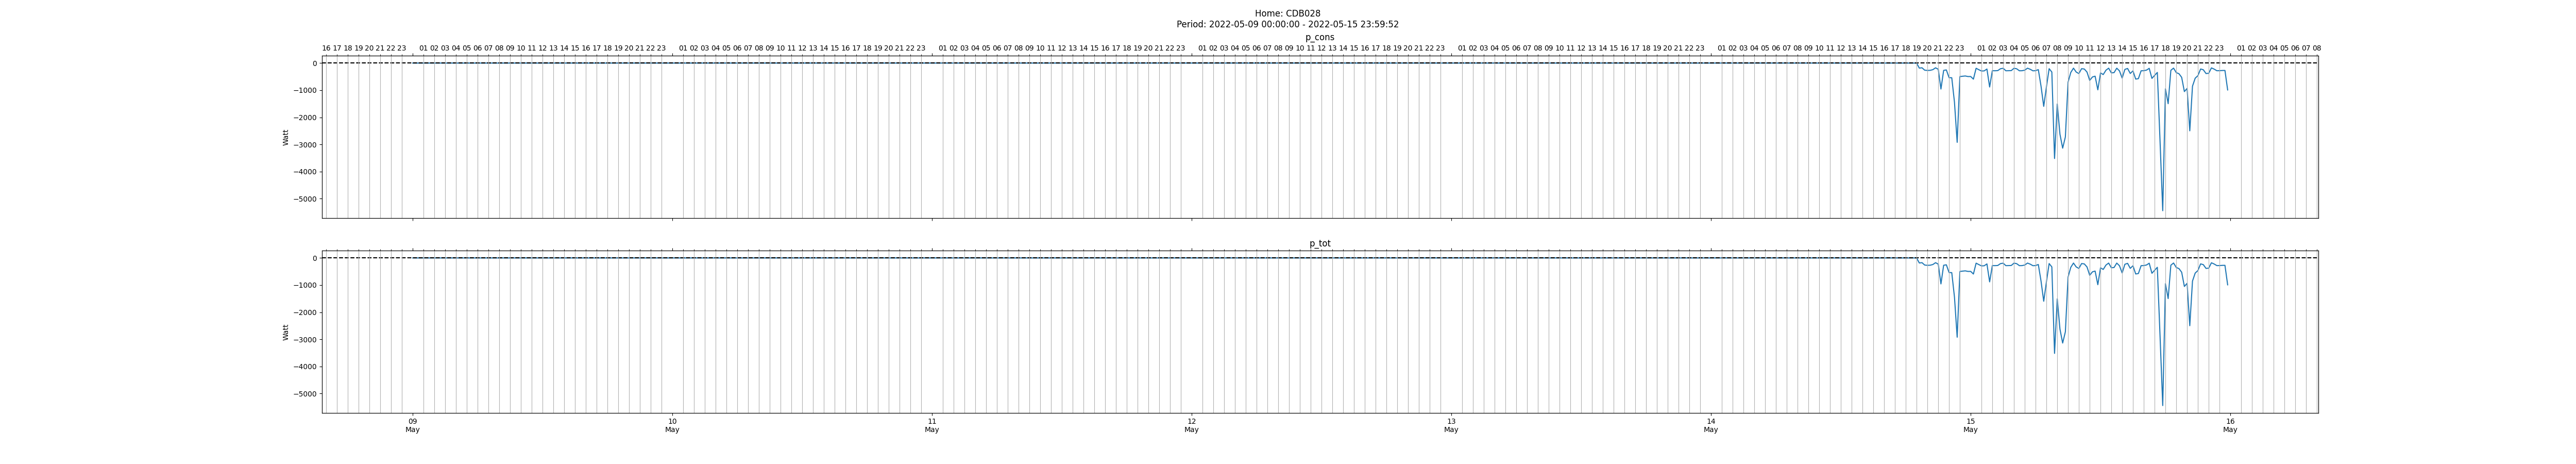 Home: CDB028
Period: 2022-05-09 00:00:00 - 2022-05-15 23:59:52
p_cons
16 17 18 19 20 21 22 23 01 02 03 04 05 06 07 08 09 10 11 12 13 14 15 16 17 18 19 20 21 22 23 01 02 03 04 05 06 07 08 09 10 11 12 13 14 15 16 17 18 19 20 21 22 23 01 02 03 04 05 06 07 08 09 10 11 12 13 14 15 16 17 18 19 20 21 22 23 01 02 03 04 05 06 07 08 09 10 11 12 13 14 15 16 17 18 19 20 21 22 23 01 02 03 04 05 06 07 08 09 10 11 12 13 14 15 16 17 18 19 20 21 22 23 01 02 03 04 05 06 07 08 09 10 11 12 13 14 15 16 17 18 19 20 21 22 23 01 02 03 04 05 06 07 08 09 10 11 12 13 14 15 16 17 18 19 20 21 22 23 01 02 03 04 05 06 07 08
0
−1000
−2000
−3000
−4000
−5000
Watt
p_tot
0
−1000
−2000
−3000
−4000
−5000
Watt
09 10 11 12 13 14 15 16
May May May May May May May May